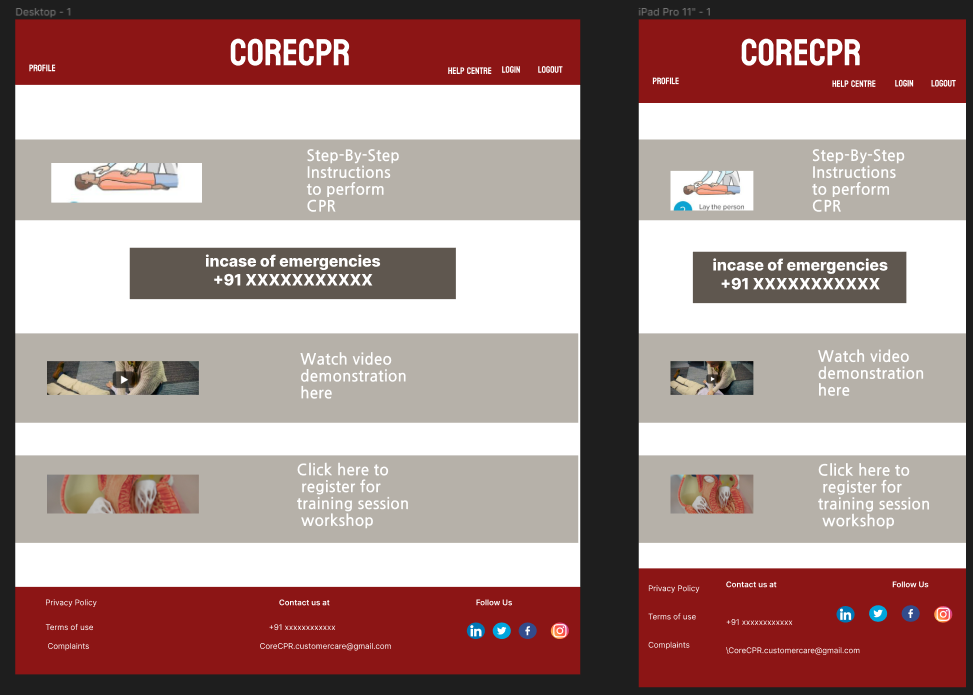 Desktop - 1
CORECPR
PROFILE
HELP CENTRE LOGIN LOGOUT
Step-By-Step
Instructions
to perform
CPR
incase of emergencies
+91 XXXXXXXXXXX
Watch video
demonstration
here
Click here to
register for
training session
workshop
Privacy Policy
Terms of use
Complaints
Contact us at
+91 xxxxxxxxxxxx
CoreCPR.customercare@gmail.com
Follow Us
in
f
iPad Pro 11" - 1
CORECPR
PROFILE
HELP CENTRE LOGIN LOGOUT
Lay the person
Step-By-Step
Instructions
to perform
CPR
incase of emergencies
+91 XXXXXXXXXXX
Watch video
demonstration
here
Click here to
register for
training session
workshop
Privacy Policy
Terms of use
Complaints
Contact us at
+91 xxxxxxxxxxxx
\CoreCPR.customercare@gmail.com
Follow Us
in
f